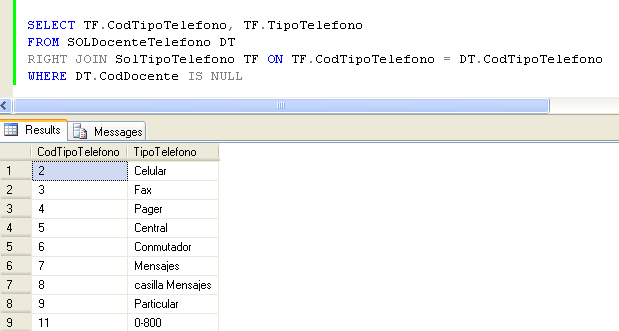 SELECT TF.CodTipoTelefono, TF.TipoTelefono
FROM SOLDocenteTelefono DT
RIGHT JOIN SolTipoTelefono TF ON TF.CodTipoTelefono = DT.CodTipoTelefono
WHERE DT.CodDocente IS NULL
Results Messages
CodTipoTelefono TipoTelefono
1 2 Celular
2 3 Fax
3 4 Pager
4 5 Central
5 6 Conmutador
6 7 Mensajes
7 8 casilla Mensajes
8 9 Particular
9 11 0-800